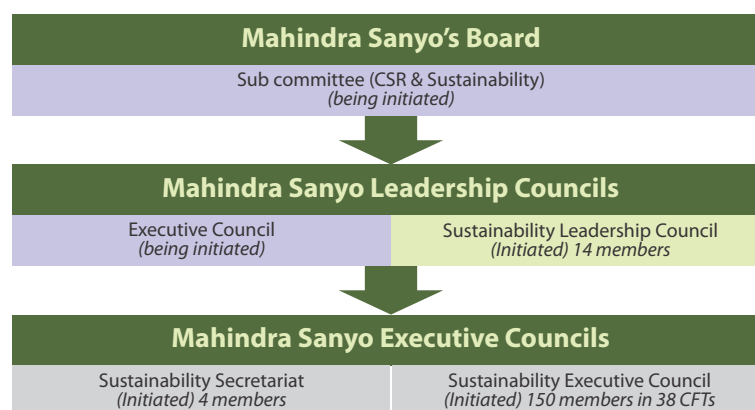 Mahindra Sanyo’s Board
Sub committee (CSR & Sustainability)
(being initiated)
Mahindra Sanyo Leadership Councils
Executive Council
(being initiated)
Sustainability Leadership Council
(Initiated) 14 members
Mahindra Sanyo Executive Councils
Sustainability Secretariat
(Initiated) 4 members
Sustainability Executive Council
(Initiated) 150 members in 38 CFTs